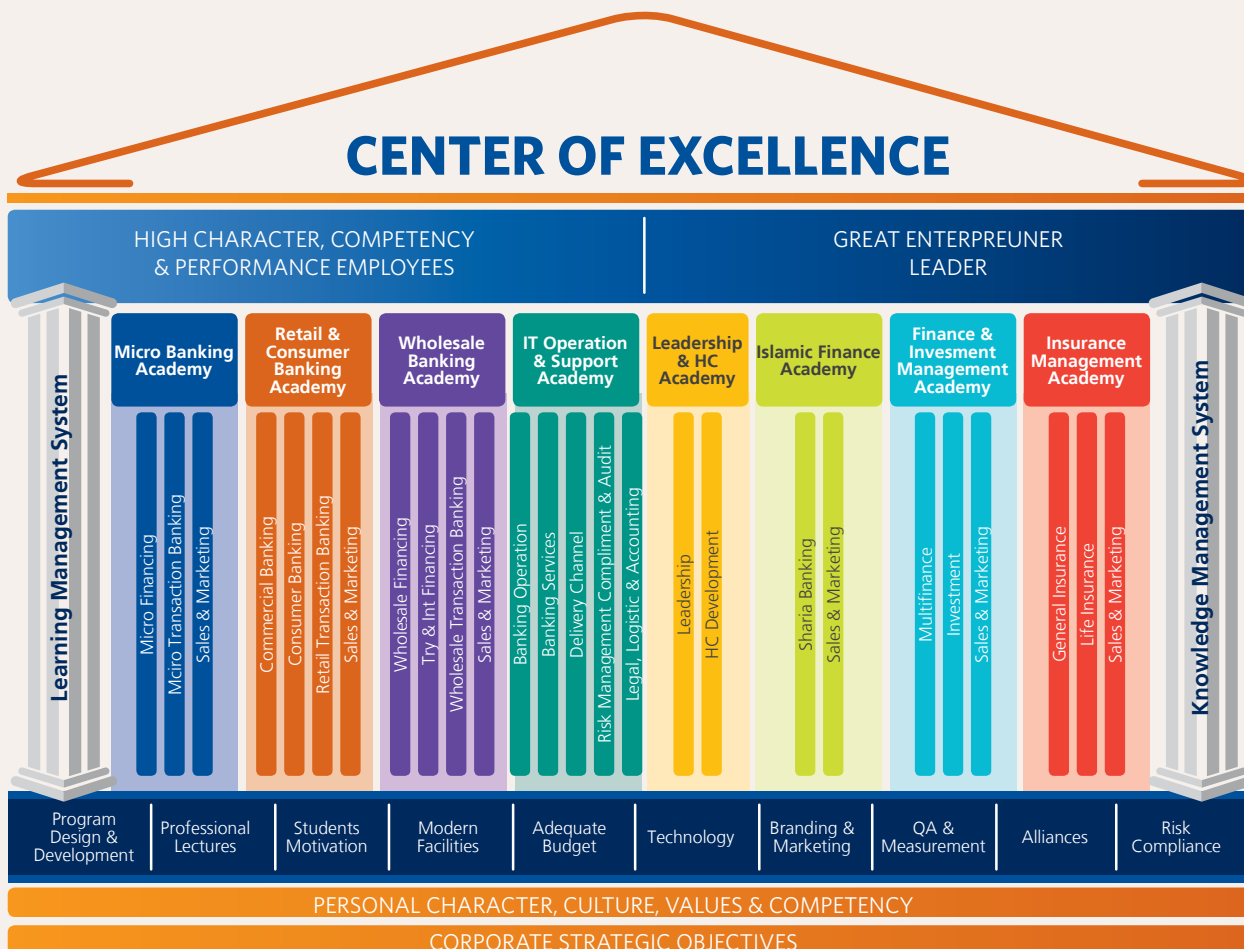 CENTER OF EXCELLENCE
HIGH CHARACTER, COMPETENCY
& PERFORMANCE EMPLOYEES
GREAT ENTERPREUNER
LEADER
Learning Management System
Micro Banking
Academy
Micro Financing
Mciro Transaction Banking
Sales & Marketing
Retail &
Consumer
Banking
Academy
Commercial Banking
Consumer Banking
Retail Transaction Banking
Sales & Marketing
Wholesale
Banking
Academy
Wholesale Financing
Try & Int Financing
Wholesale Transaction Banking
Sales & Marketing
IT Operation
& Support
Academy
Banking Operation
Banking Services
Delivery Channel
Risk Management Compliment & Audit
Legal, Logistic & Accounting
Leadership
& HC
Academy
Leadership
HC Development
Islamic Finance
Academy
Sharia Banking
Sales & Marketing
Finance &
Invesment
Management
Academy
Multifinance
Investment
Sales & Marketing
Insurance
Management
Academy
General Insurance
Life Insurance
Sales & Marketing
Knowledge Management System
Program
Design &
Development
Professional
Lectures
Students
Motivation
Modern
Facilities
Adequate
Budget
Technology
Branding &
Marketing
QA &
Measurement
Alliances
Risk
Compliance
PERSONAL CHARACTER, CULTURE, VALUES & COMPETENCY
CORPORATE STRATEGIC OBJECTIVES